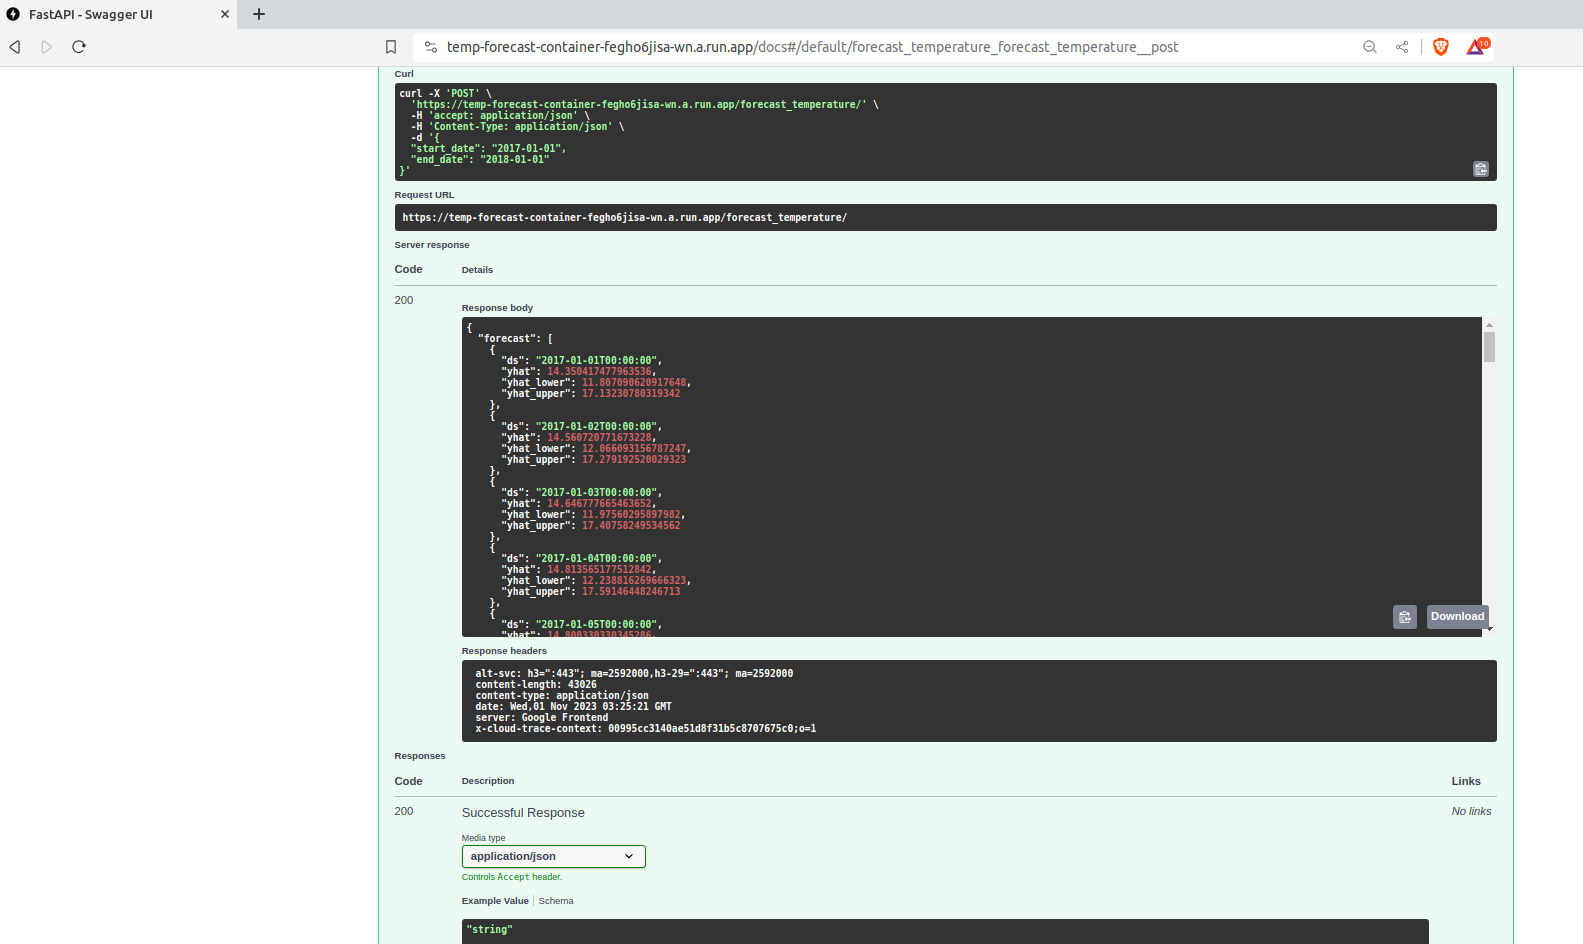 FastAPI - Swagger UI
temp-forecast-container-fegho6jisa-wn.a.run.app/docs#/default/forecast_temperature_forecast_temperature__post
10
Curl
curl -X 'POST' \
'https://temp-forecast-container-fegho6jisa-wn.a.run.app/forecast_temperature/' \
-H 'accept: application/json' \
-H 'Content-Type: application/json' \
-d '{
"start_date": "2017-01-01",
"end_date": "2018-01-01"
}'
Request URL
https://temp-forecast-container-fegho6jisa-wn.a.run.app/forecast_temperature/
Server response
Code Details
200
Response body
{
"forecast": [
{
"ds": "2017-01-01T00:00:00",
"yhat": 14.350417477963536,
"yhat_lower": 11.807090620917648,
"yhat_upper": 17.13230780319342
},
{
"ds": "2017-01-02T00:00:00",
"yhat": 14.560720771673228,
"yhat_lower": 12.066093156787247,
"yhat_upper": 17.279192520029323
},
{
"ds": "2017-01-03T00:00:00",
"yhat": 14.646777665463652,
"yhat_lower": 11.97560295897982,
"yhat_upper": 17.40758249534562
},
{
"ds": "2017-01-04T00:00:00",
"yhat": 14.813565177512842,
"yhat_lower": 12.238816269666323,
"yhat_upper": 17.59146448246713
},
{
"ds": "2017-01-05T00:00:00",
"yhat": 14.800330330345286,
Download
Response headers
alt-svc: h3=":443"; ma=2592000,h3-29=":443"; ma=2592000
content-length: 43026
content-type: application/json
date: Wed,01 Nov 2023 03:25:21 GMT
server: Google Frontend
x-cloud-trace-context: 00995cc3140ae51d8f31b5c8707675c0;o=1
Responses
Code Description Links
200 Successful Response No links
Media type
application/json
Controls Accept header.
Example Value Schema
"string"